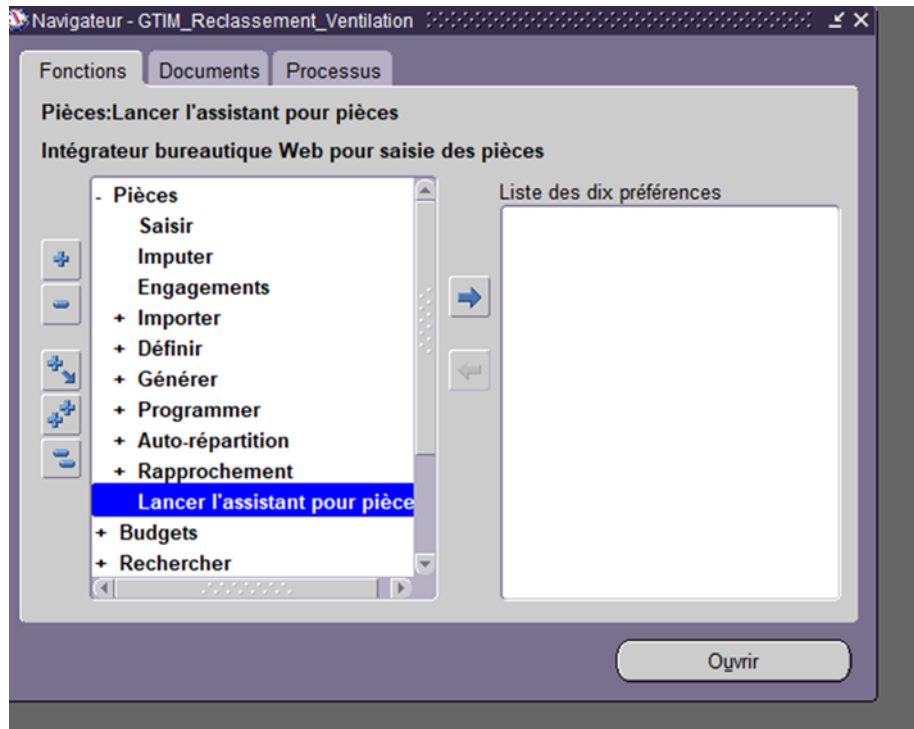 Navigateur - GTIM_Reclassement_Ventilation
Fonctions Documents Processus
Pièces:Lancer l'assistant pour pièces
Intégrateur bureautique Web pour saisie des pièces
- Pièces
Saisir
Imputer
Engagements
+ Importer
+ Définir
+ Générer
+ Programmer
+ Auto-répartition
+ Rapprochement
Lancer l'assistant pour pièce
+ Budgets
+ Rechercher
Liste des dix préférences
Ouvrir